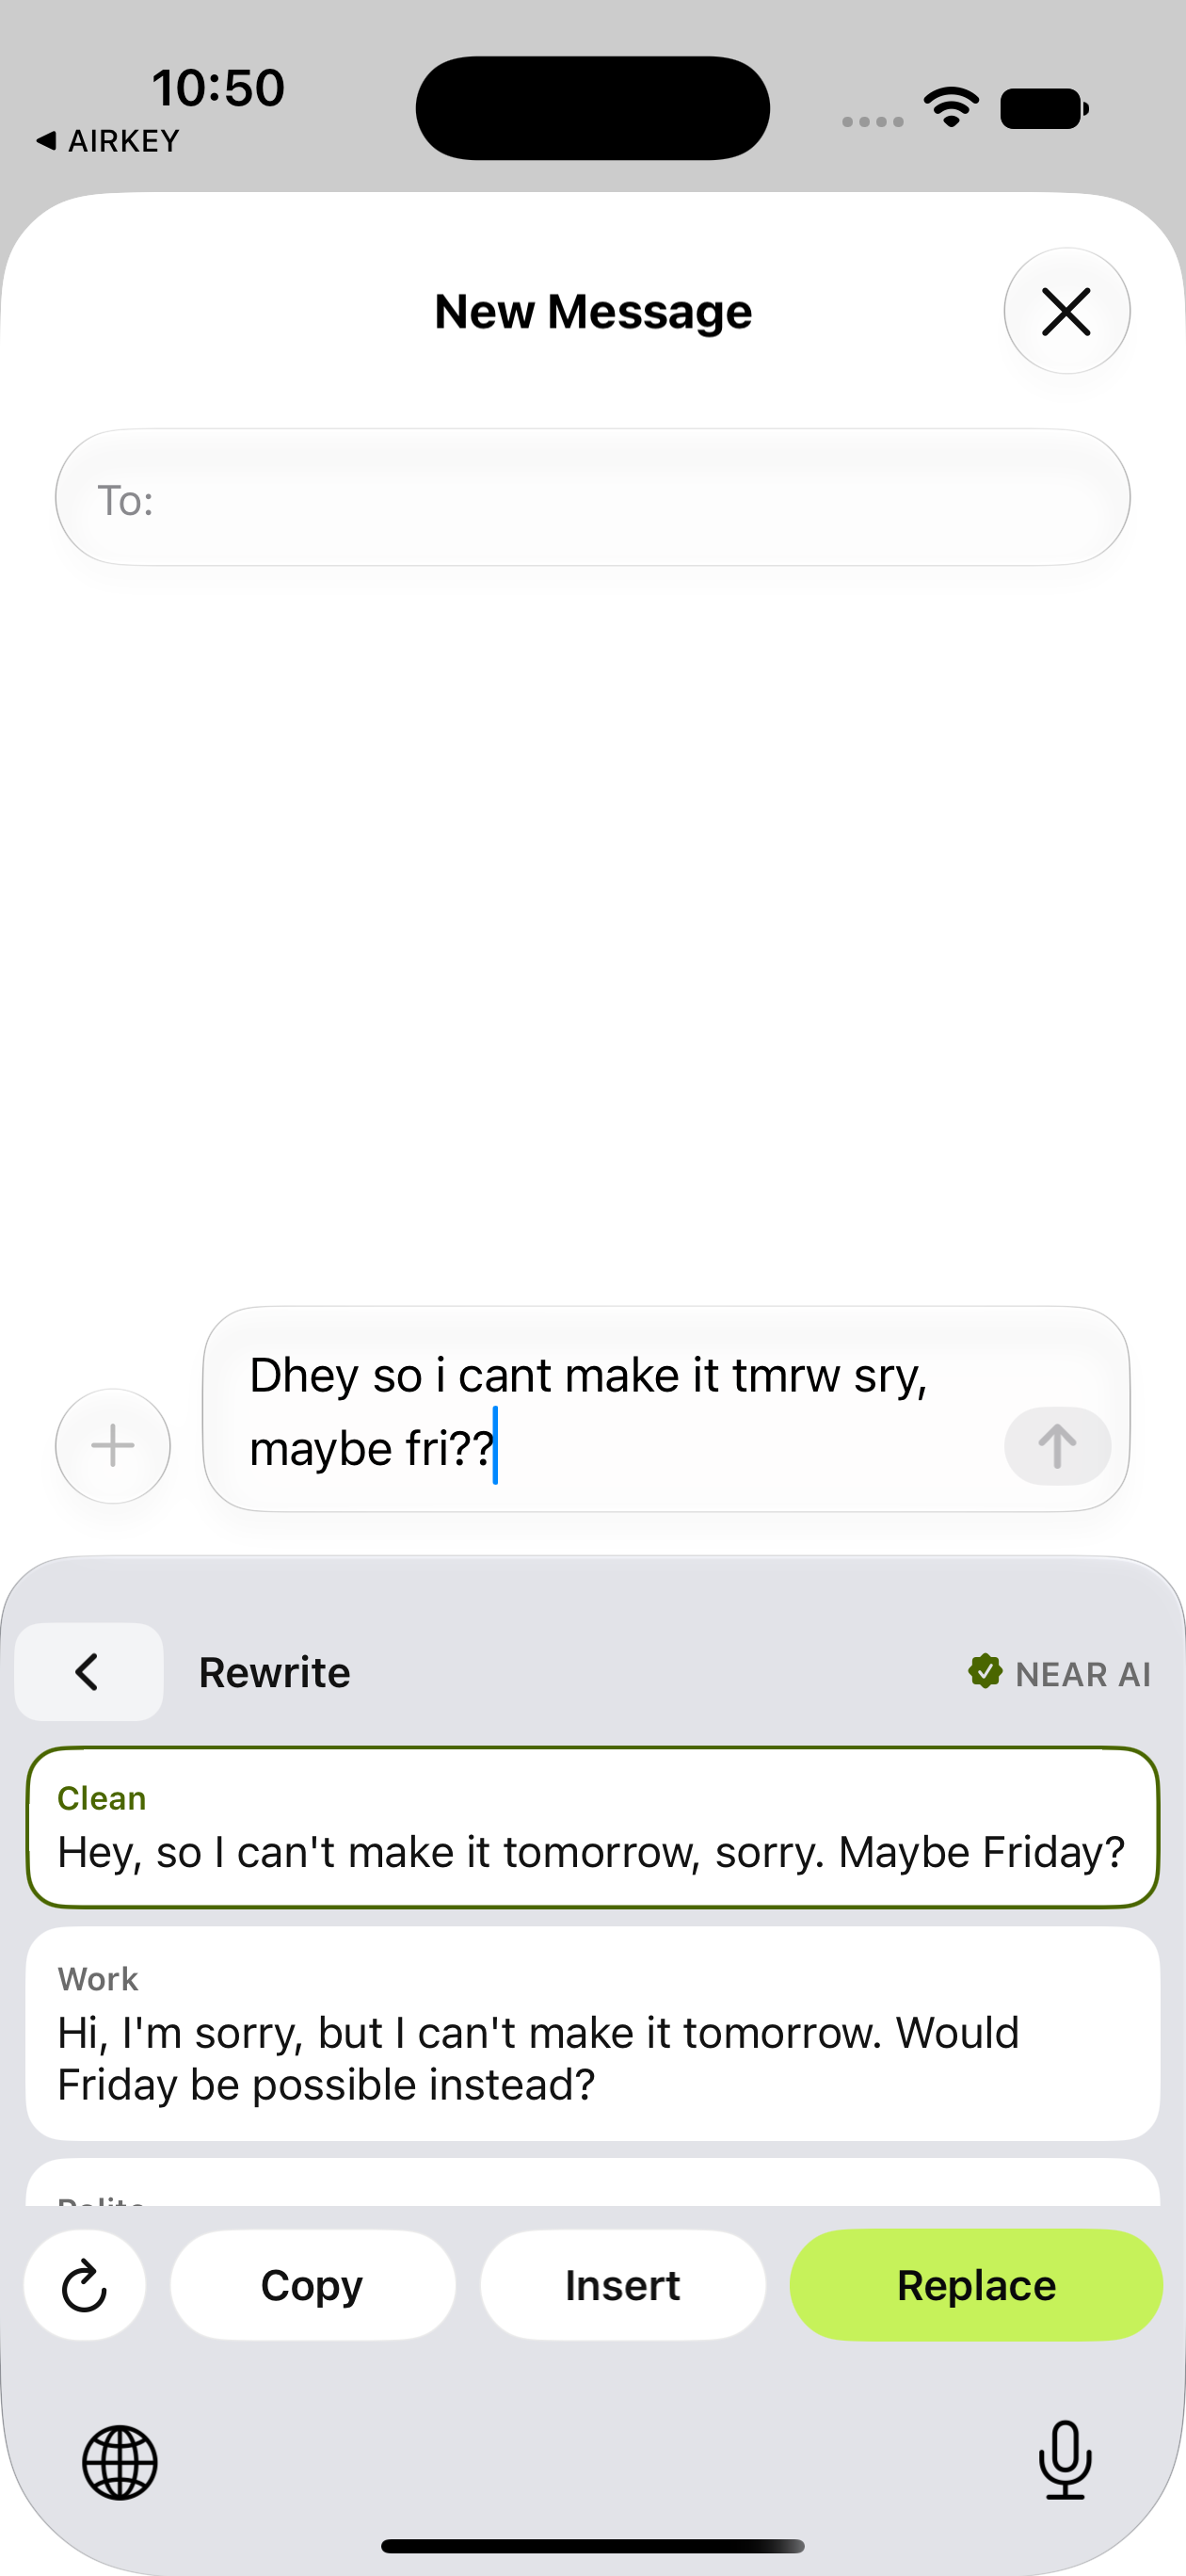 10:50
◀ AIRKEY
New Message
To:
Dhey so i cant make it tmrw sry,
maybe fri??
Rewrite
NEAR AI
Clean
Hey, so I can't make it tomorrow, sorry. Maybe Friday?
Work
Hi, I'm sorry, but I can't make it tomorrow. Would
Friday be possible instead?
Copy
Insert
Replace